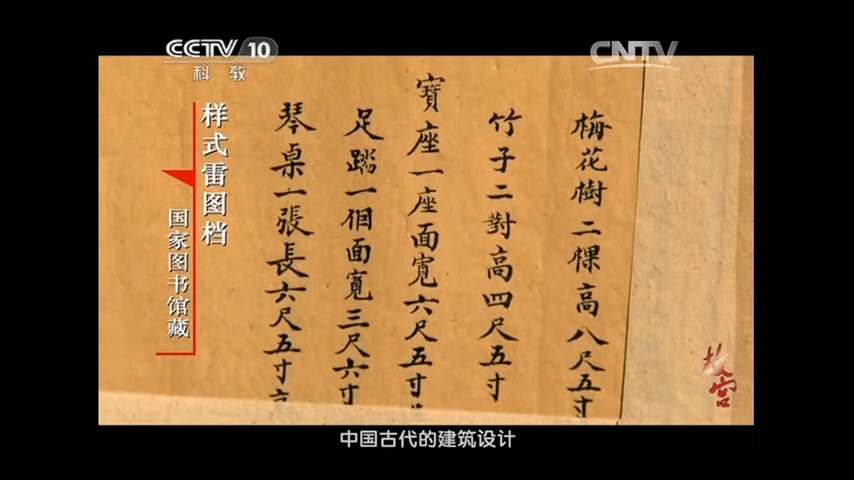 CCTV 10
科教
CNTV
梅花樹二棵高八尺五寸
竹子二對高四尺五寸
寶座一座面寬六尺五寸
足踏一個面寬三尺六寸
琴桌一張長六尺五寸
样式雷图档
国家图书馆藏
故宫
中国古代的建筑设计